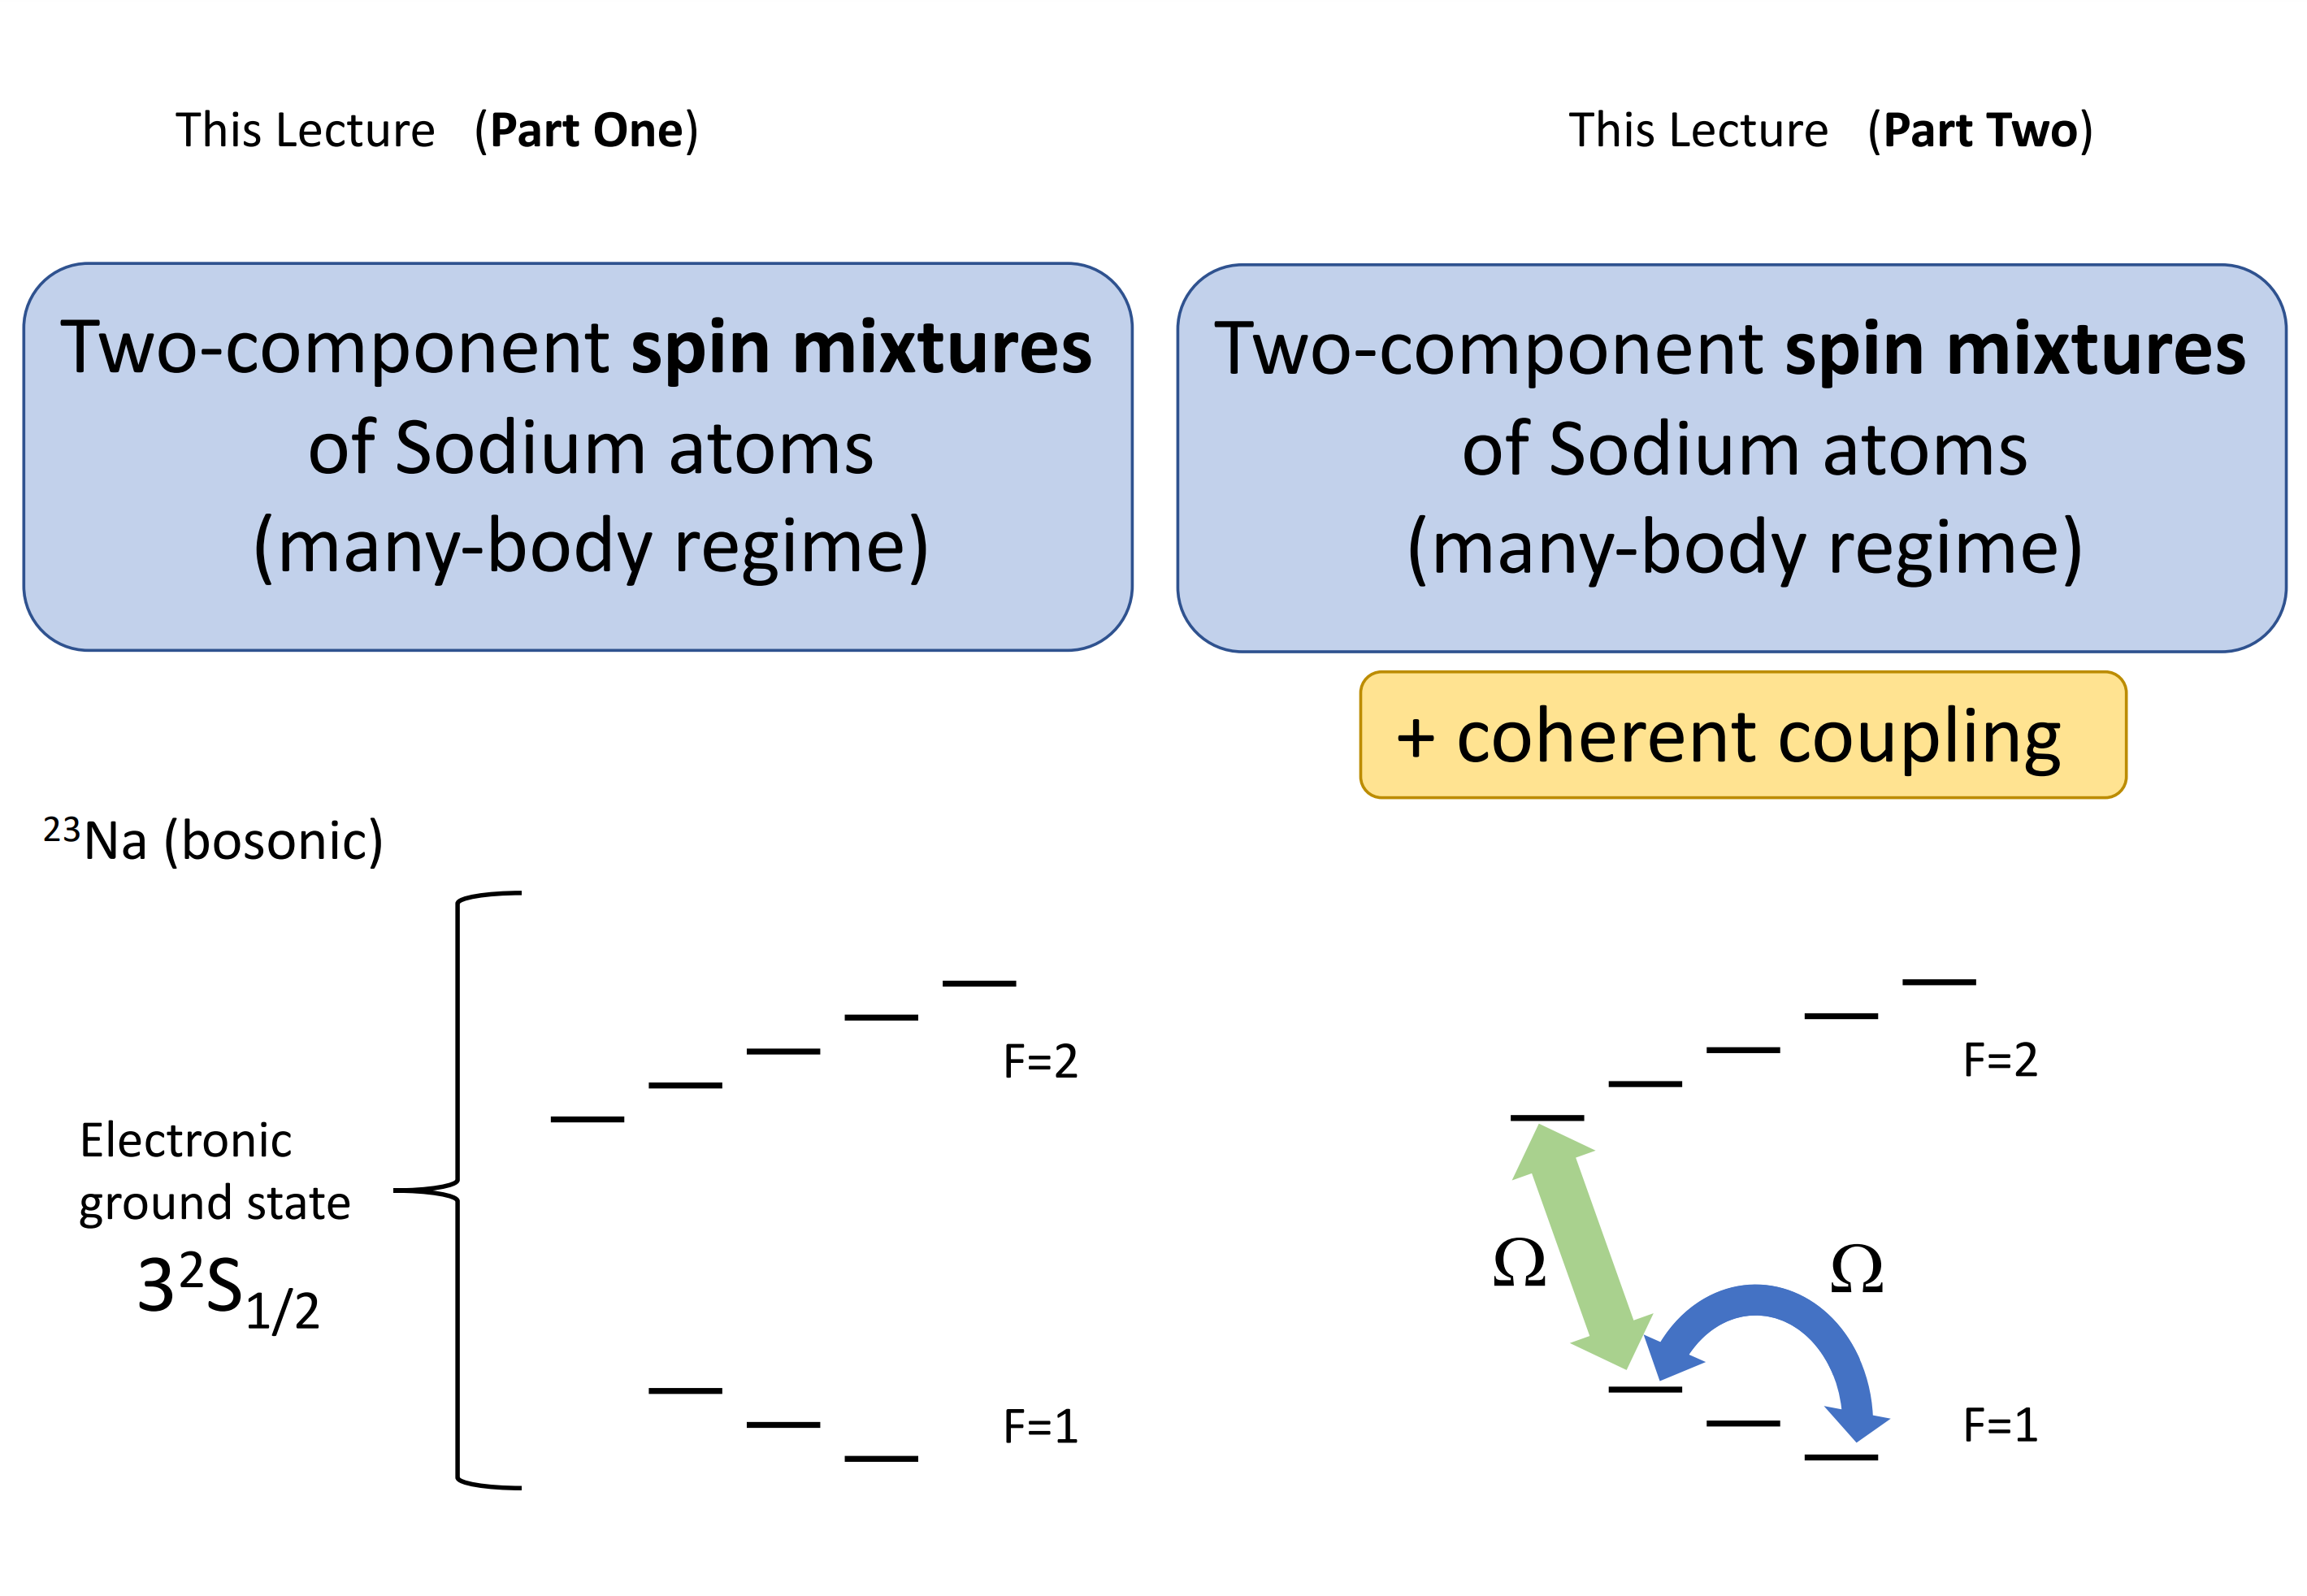 This Lecture (Part One)
Two-component spin mixtures
of Sodium atoms
(many-body regime)
²³Na (bosonic)
Electronic
ground state
3²S₁/₂
F=2
F=1
This Lecture (Part Two)
Two-component spin mixtures
of Sodium atoms
(many-body regime)
+ coherent coupling
F=2
Ω
Ω
F=1